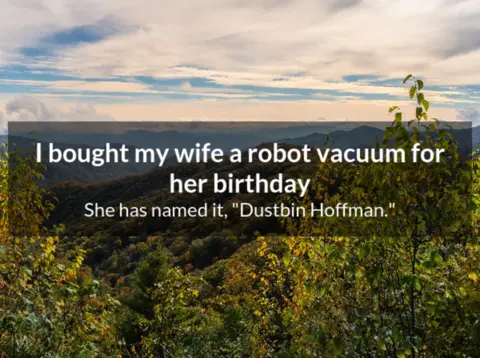 I bought my wife a robot vacuum for
her birthday
She has named it, "Dustbin Hoffman."